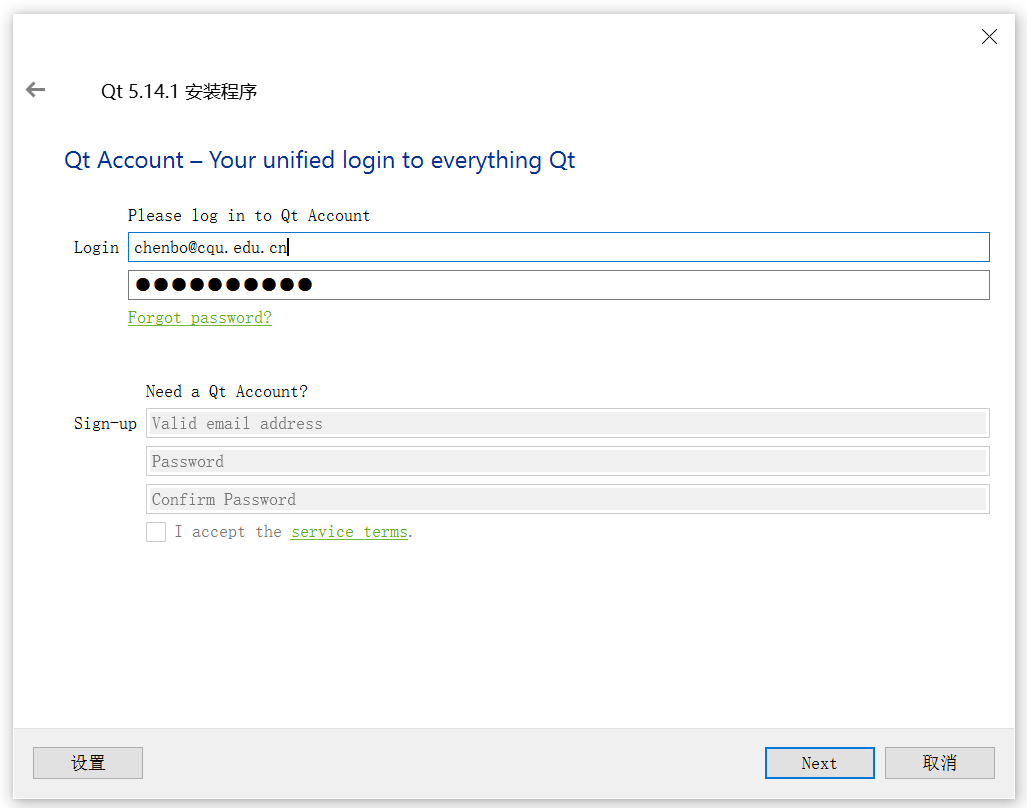 Qt 5.14.1 安装程序
Qt Account – Your unified login to everything Qt
Please log in to Qt Account
Login chenbo@cqu.edu.cn
●●●●●●●●●●
Forgot password?
Need a Qt Account?
Sign-up Valid email address
Password
Confirm Password
I accept the service terms.
设置 Next 取消